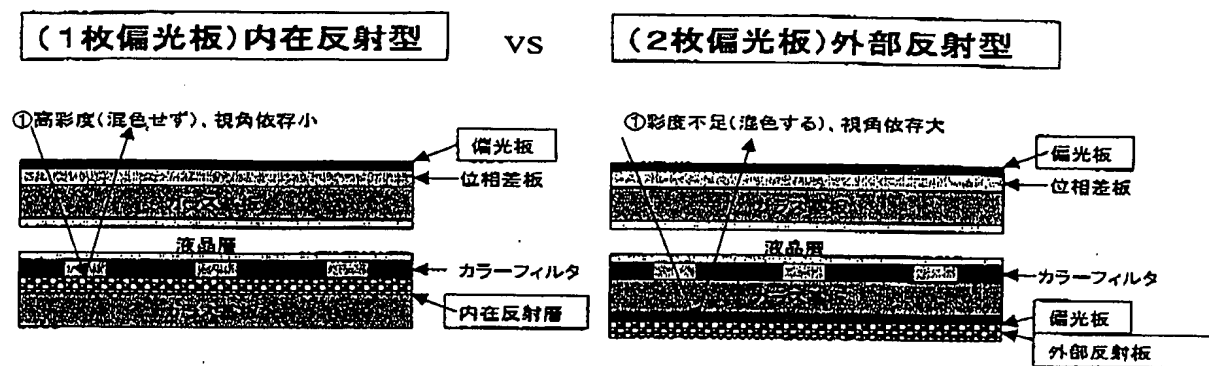 (1枚偏光板)内在反射型
vs
(2枚偏光板)外部反射型
①高彩度(混色せず)、視角依存小
偏光板
位相差板
液晶層
カラーフィルタ
内在反射層
①彩度不足(混色する)、視角依存大
偏光板
位相差板
液晶層
カラーフィルタ
偏光板
外部反射板